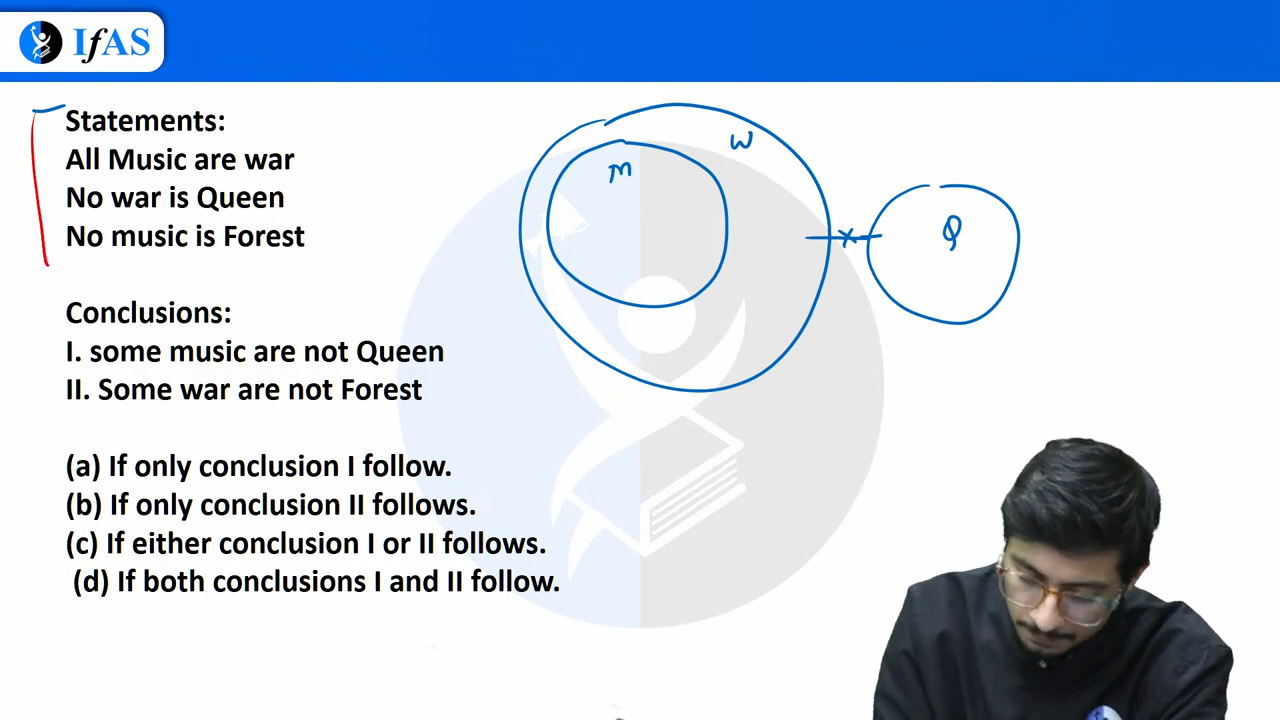 IfAS
Statements:
All Music are war
No war is Queen
No music is Forest
Conclusions:
I. some music are not Queen
II. Some war are not Forest
(a) If only conclusion I follow.
(b) If only conclusion II follows.
(c) If either conclusion I or II follows.
(d) If both conclusions I and II follow.
W
M
Q